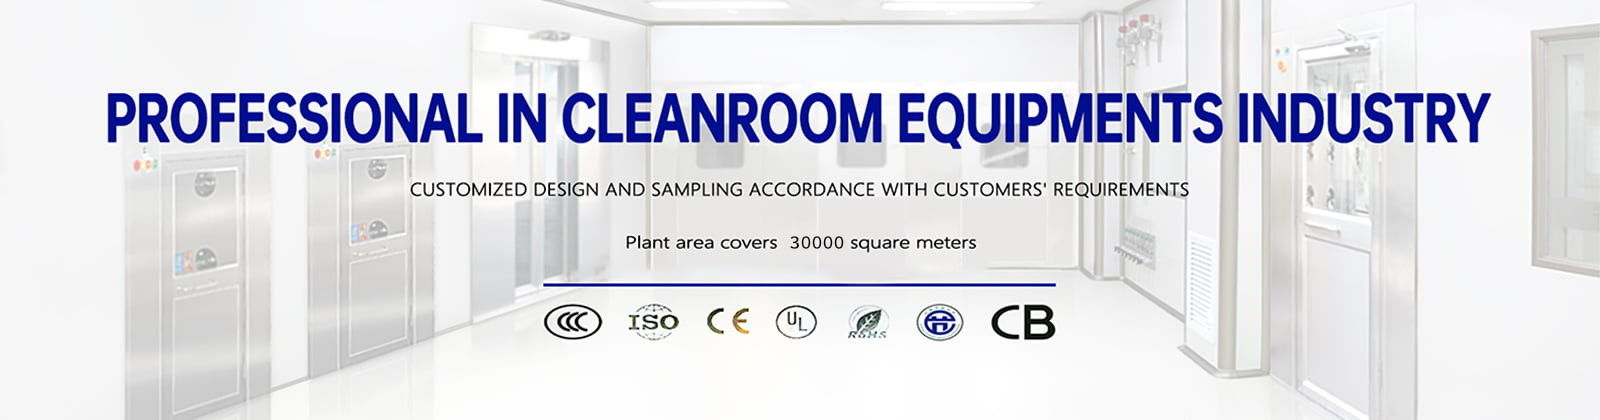 PROFESSIONAL IN CLEANROOM EQUIPMENTS INDUSTRY
CUSTOMIZED DESIGN AND SAMPLING ACCORDANCE WITH CUSTOMERS' REQUIREMENTS
Plant area covers 30000 square meters
CCC ISO CE UL RoHS CB